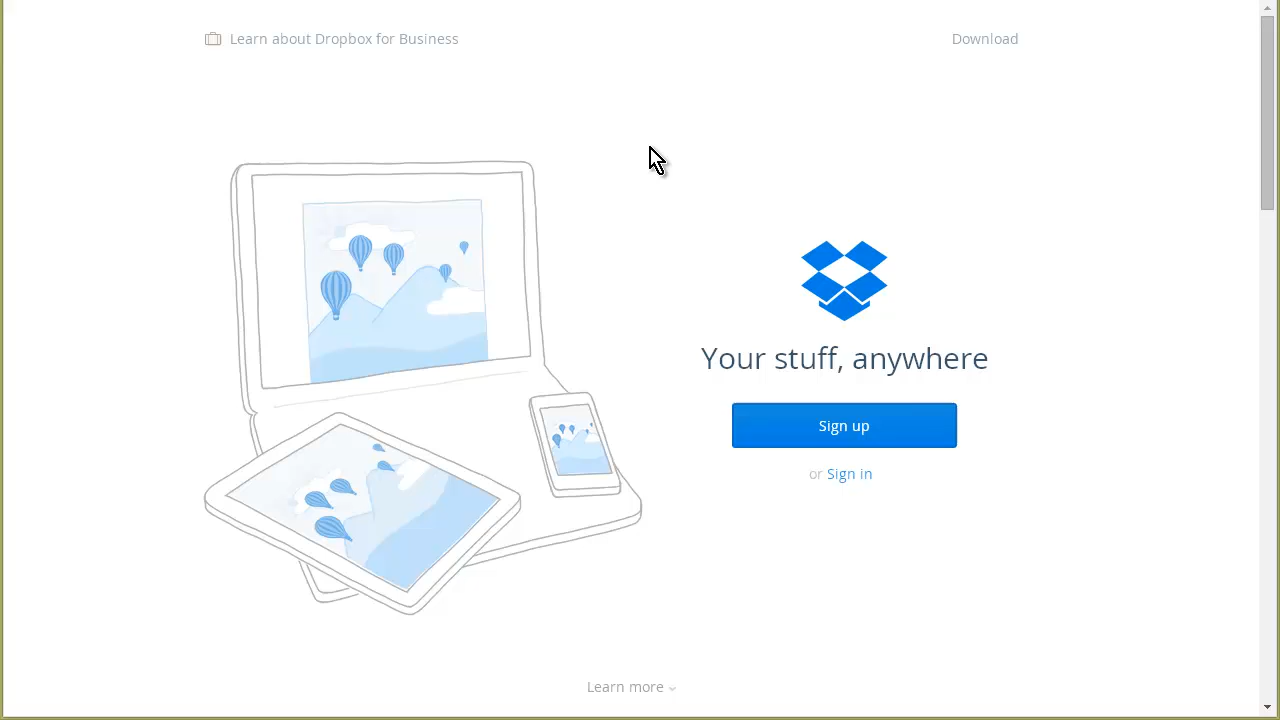 Learn about Dropbox for Business
Download
Your stuff, anywhere
Sign up
or Sign in
Learn more